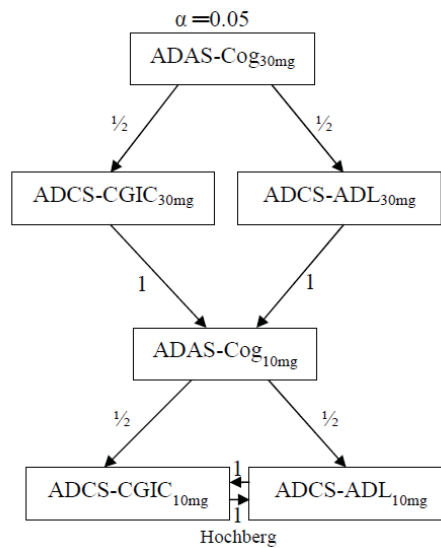 α=0.05
ADAS-Cog30mg
½ ½
ADCS-CGIC30mg ADCS-ADL30mg
1 1
ADAS-Cog10mg
½ ½
1
ADCS-CGIC10mg ADCS-ADL10mg
1
Hochberg